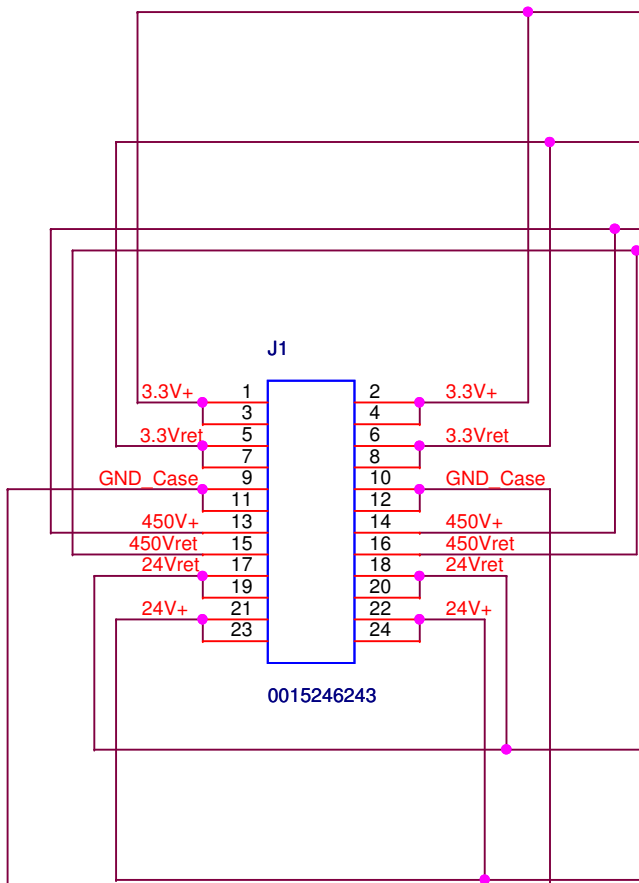 J1
3.3V+ 1 2 3.3V+
3 4
3.3Vret 5 6 3.3Vret
7 8
GND_Case 9 10 GND_Case
11 12
450V+ 13 14 450V+
450Vret 15 16 450Vret
24Vret 17 18 24Vret
19 20
24V+ 21 22 24V+
23 24
0015246243